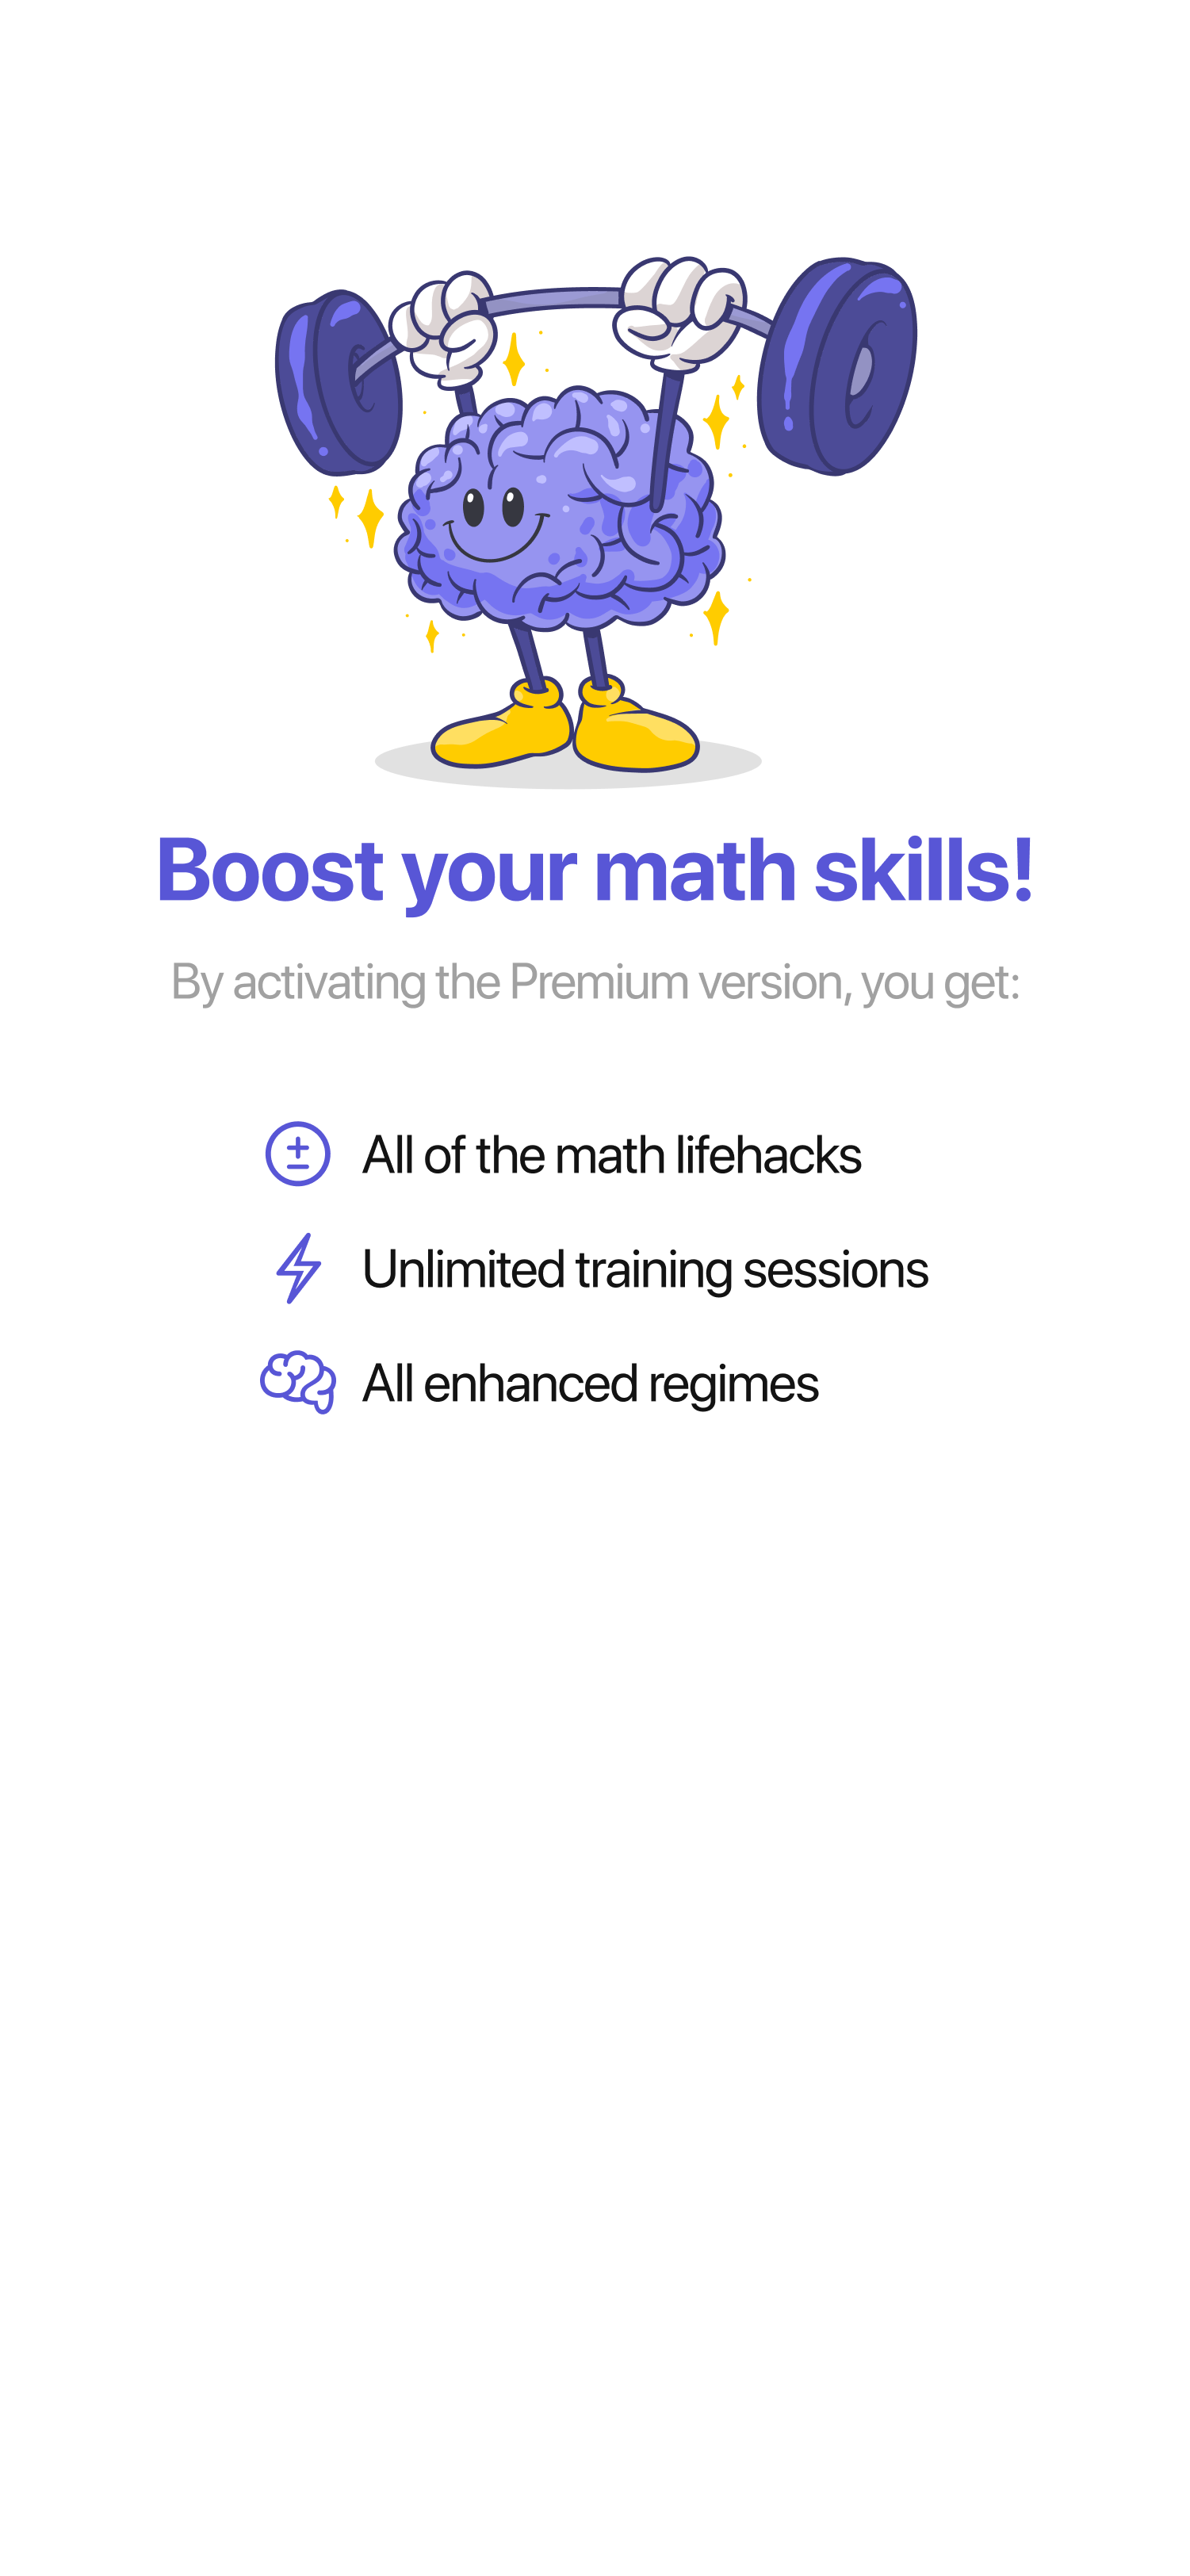 Boost your math skills!
By activating the Premium version, you get:
All of the math lifehacks
Unlimited training sessions
All enhanced regimes